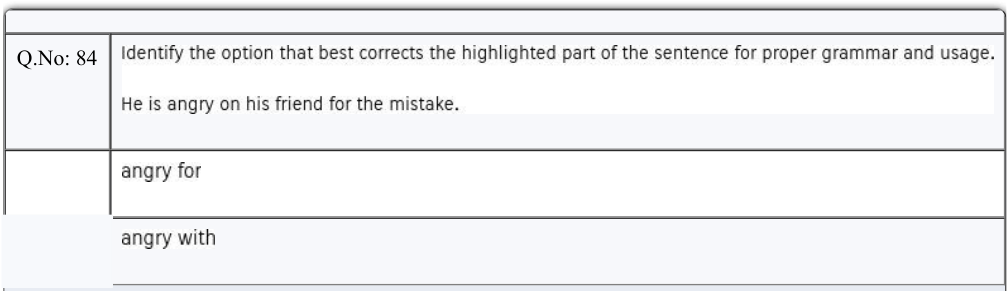 Q.No: 84
Identify the option that best corrects the highlighted part of the sentence for proper grammar and usage.
He is angry on his friend for the mistake.
angry for
angry with